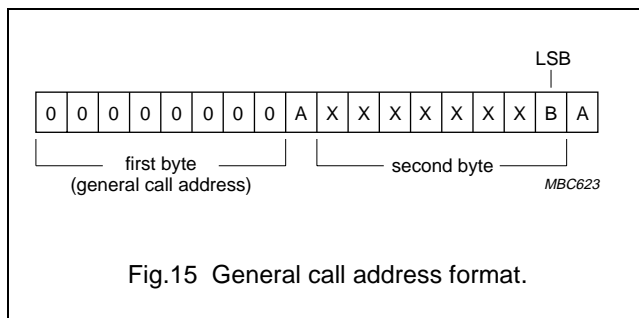 LSB
0 0 0 0 0 0 0 0 A X X X X X X X B A
first byte second byte
(general call address)
MBC623
Fig.15 General call address format.